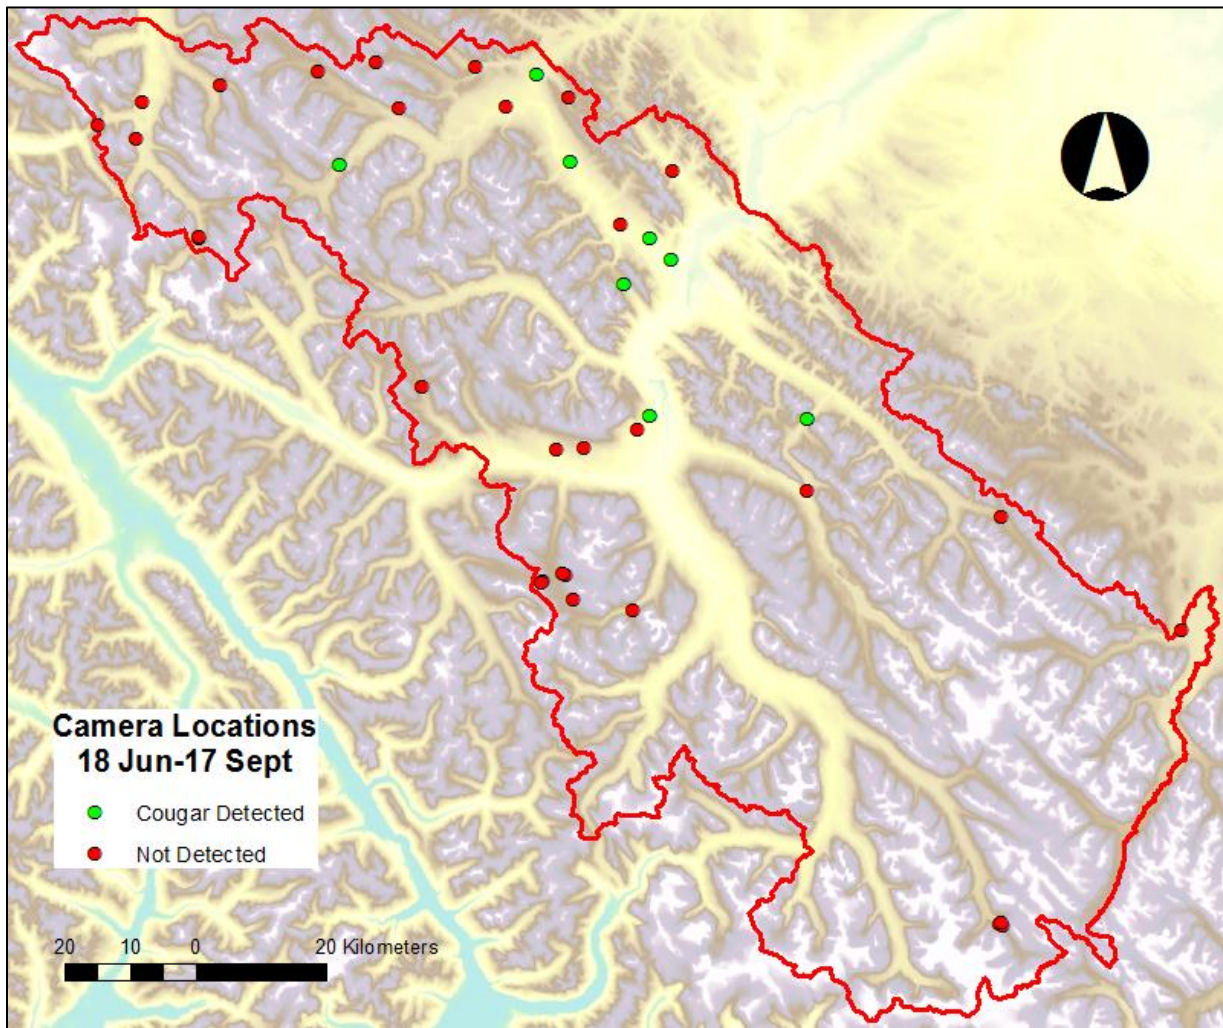 Camera Locations
18 Jun-17 Sept
Cougar Detected
Not Detected
20 10 0 20 Kilometers